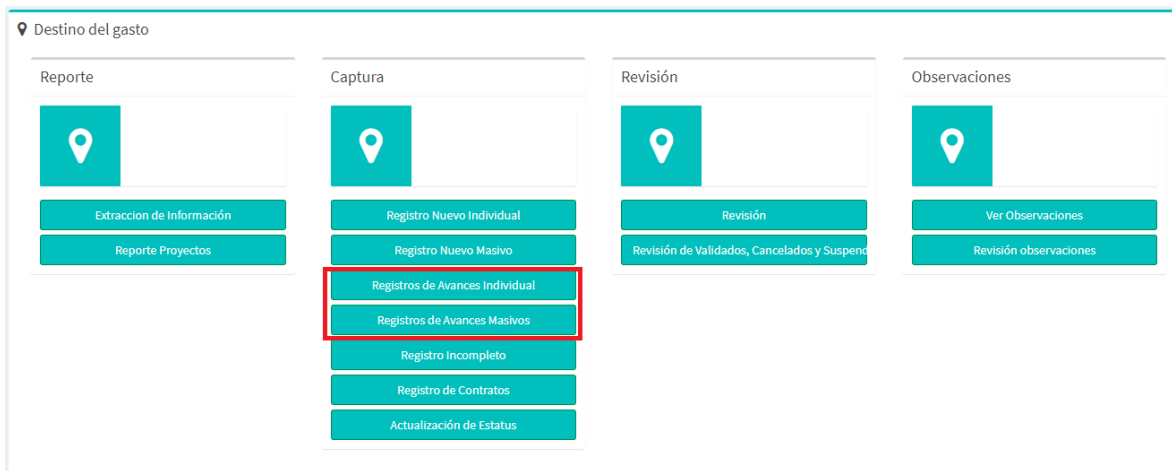 Destino del gasto
Reporte
Extraccion de Información
Reporte Proyectos
Captura
Registro Nuevo Individual
Registro Nuevo Masivo
Registros de Avances Individual
Registros de Avances Masivos
Registro Incompleto
Registro de Contratos
Actualización de Estatus
Revisión
Revisión
Revisión de Validados, Cancelados y Suspend
Observaciones
Ver Observaciones
Revisión observaciones